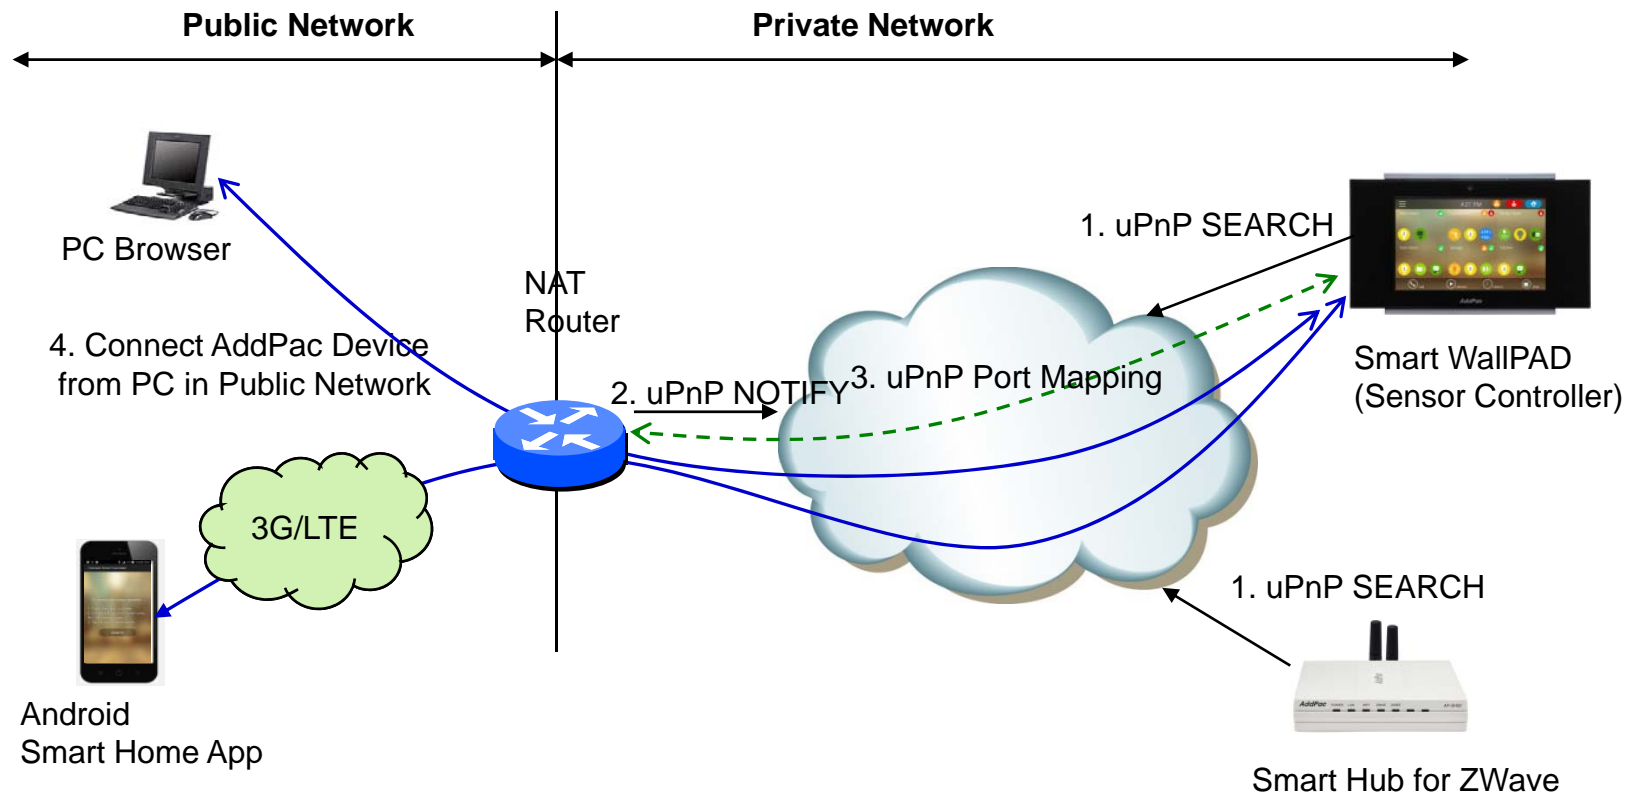 Public Network
Private Network
PC Browser
1. uPnP SEARCH
NAT
Router
4. Connect AddPac Device
from PC in Public Network
2. uPnP NOTIFY
3. uPnP Port Mapping
AddPac
Smart WallPAD
(Sensor Controller)
3G/LTE
1. uPnP SEARCH
Android
Smart Home App
AddPac
Smart Hub for ZWave